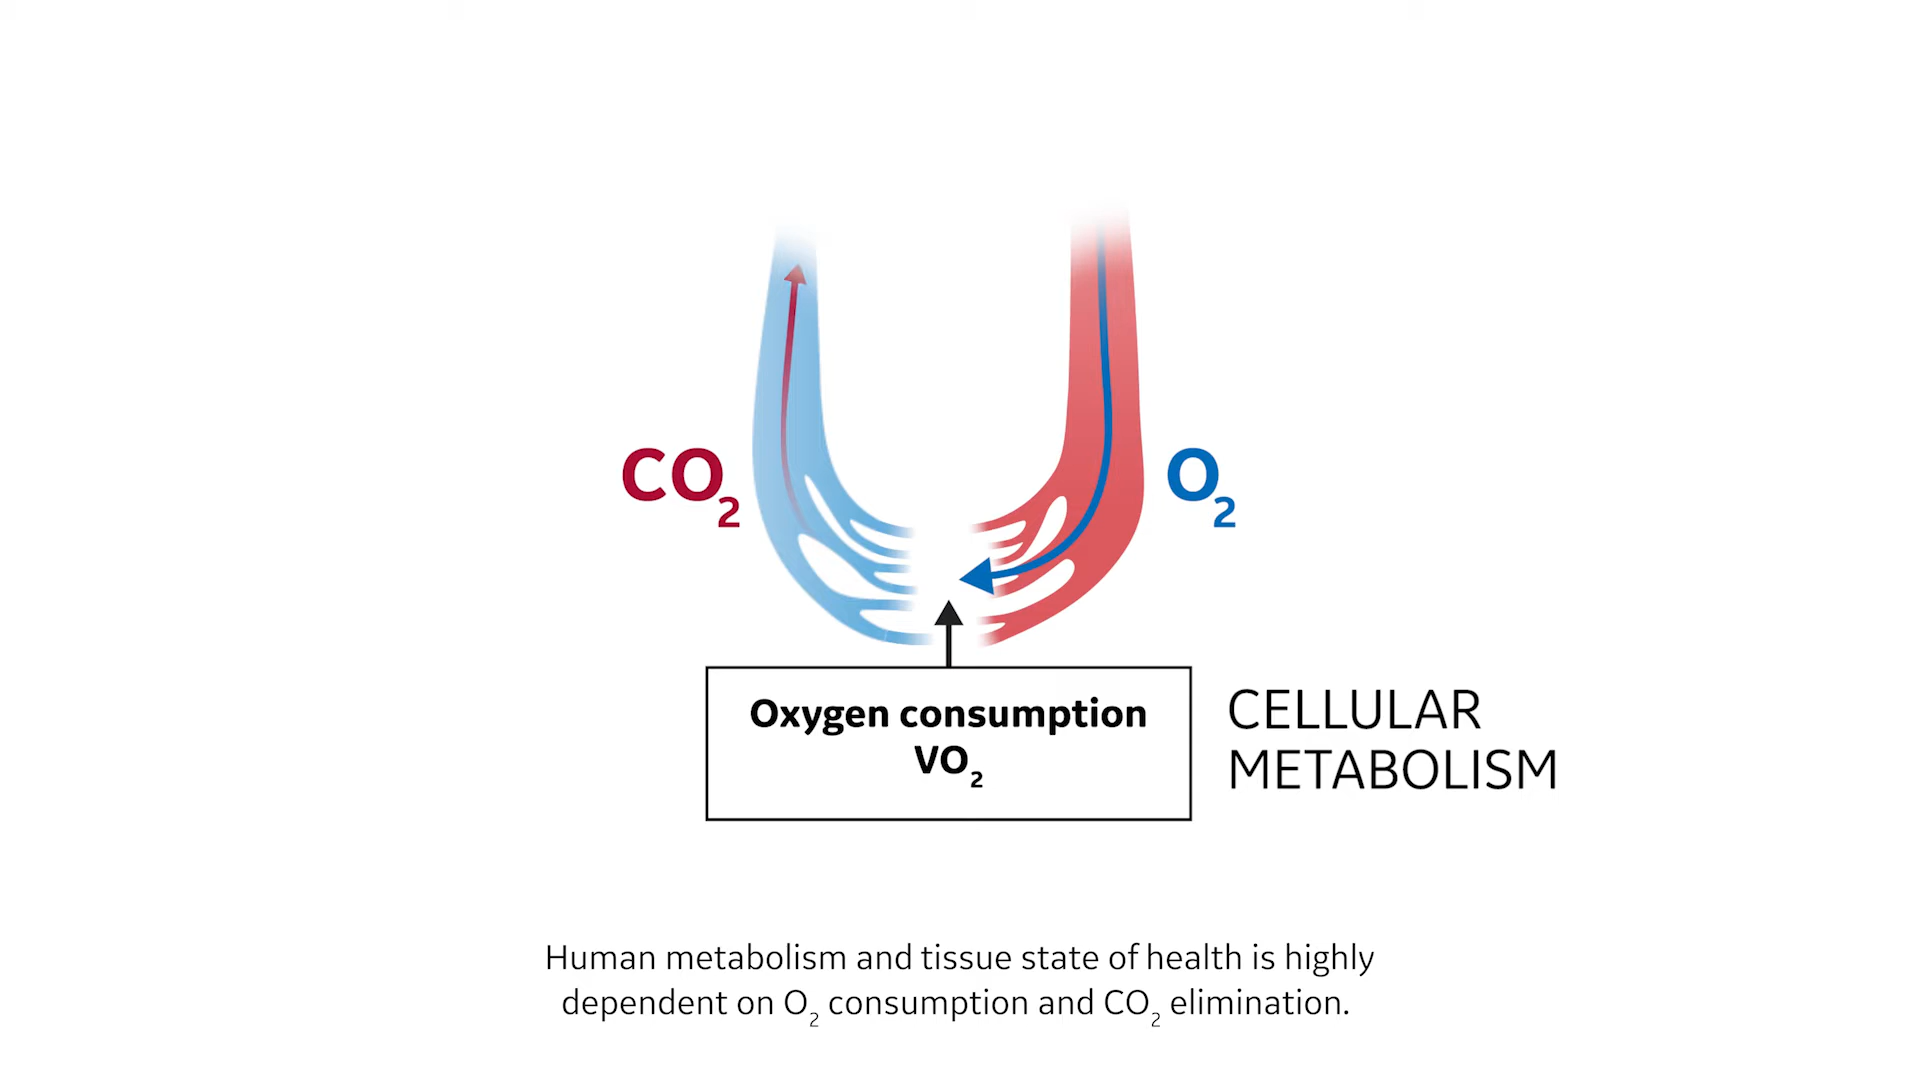 CO₂
O₂
Oxygen consumption
VO₂
CELLULAR
METABOLISM
Human metabolism and tissue state of health is highly
dependent on O₂ consumption and CO₂ elimination.